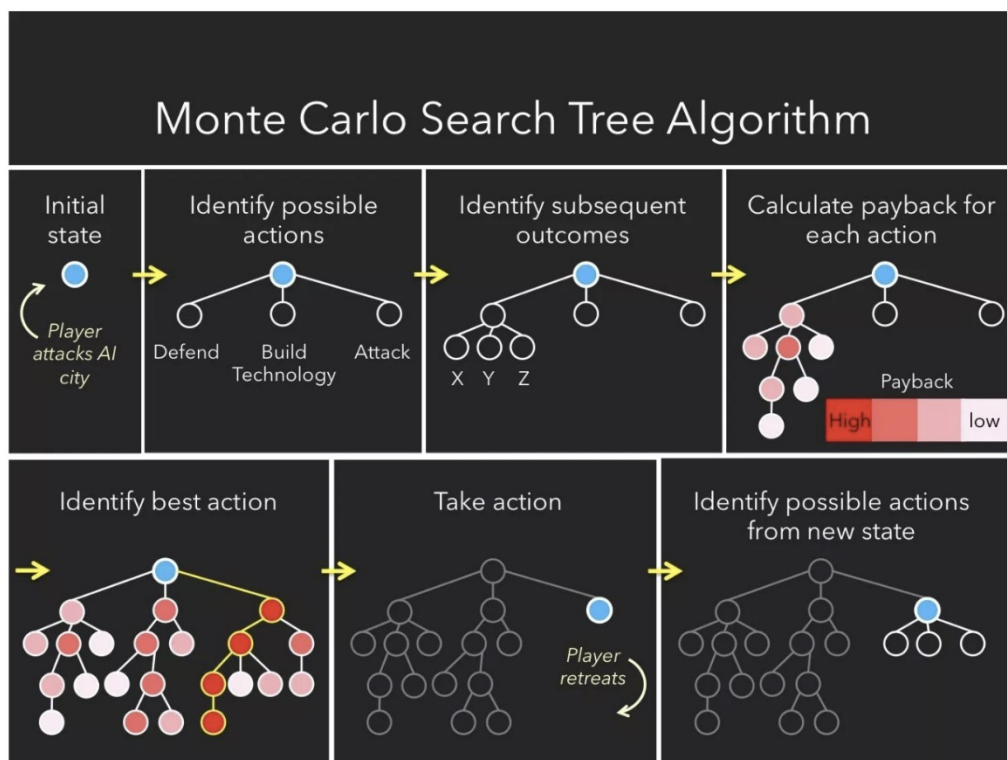 Monte Carlo Search Tree Algorithm
Initial
state
Player
attacks AI
city
Identify possible
actions
Defend
Build
Technology
Attack
Identify subsequent
outcomes
X Y Z
Calculate payback for
each action
Payback
High
low
Identify best action
Take action
Player
retreats
Identify possible actions
from new state